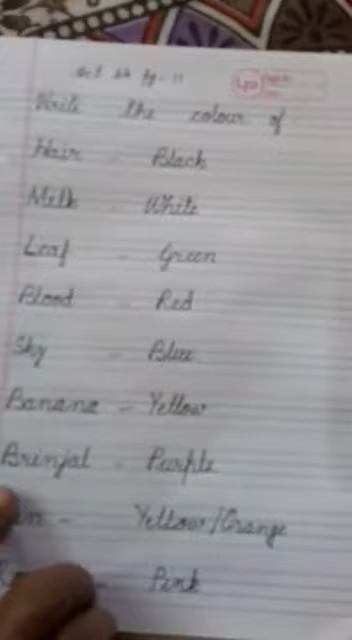 Write the colour of
Hair - Black
Milk - White
Leaf - Green
Blood - Red
Sky - Blue
Banana - Yellow
Brinjal - Purple
- Yellow/Orange
- Pink